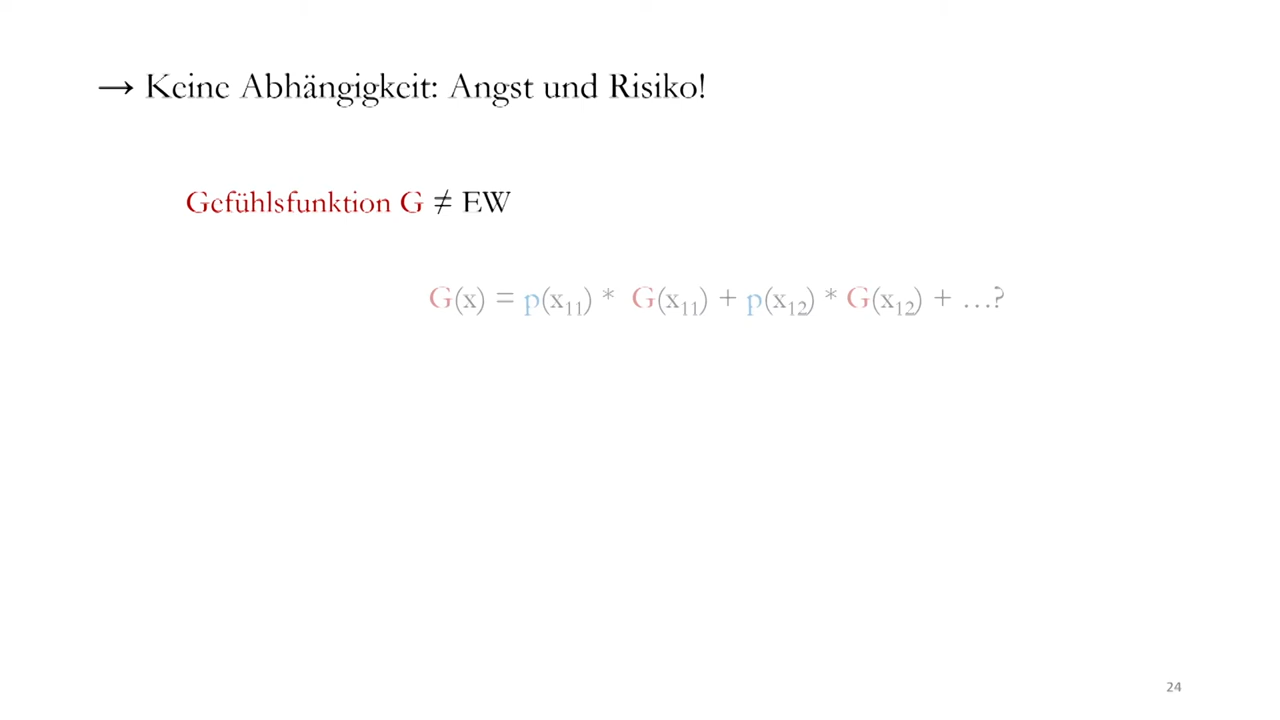 → Keine Abhängigkeit: Angst und Risiko!
Gefühlsfunktion G ≠ EW
G(x) = p(x₁₁) * G(x₁₁) + p(x₁₂) * G(x₁₂) + …?
24